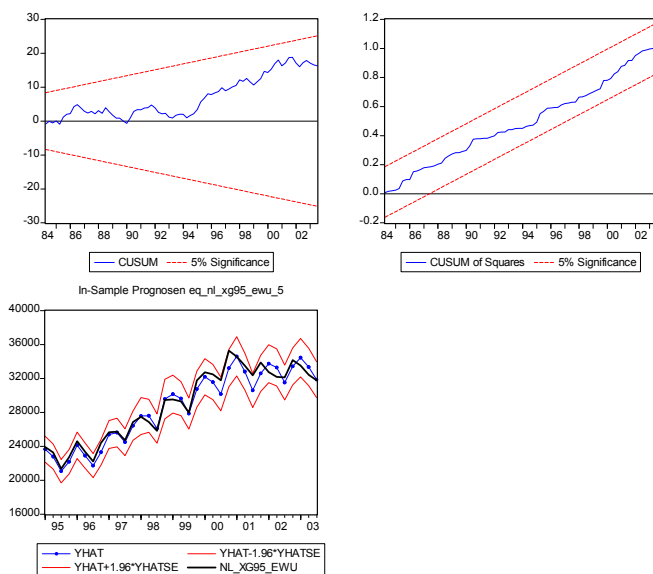 30
20
10
0
-10
-20
-30
84 86 88 90 92 94 96 98 00 02
CUSUM 5% Significance
1.2
1.0
0.8
0.6
0.4
0.2
0.0
-0.2
84 86 88 90 92 94 96 98 00 02
CUSUM of Squares 5% Significance
In-Sample Prognosen eq_nl_xg95_ewu_5
40000
36000
32000
28000
24000
20000
16000
95 96 97 98 99 00 01 02 03
YHAT YHAT-1.96*YHATSE
YHAT+1.96*YHATSE NL_XG95_EWU